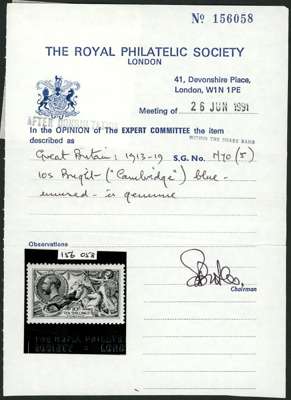 Nº 156058
THE ROYAL PHILATELIC SOCIETY
LONDON
41, Devonshire Place,
London, W1N 1PE
Meeting of 26 JUN 1991
In the OPINION of The EXPERT COMMITTEE the item
described as
Great Britain; 1913-19 S.G. No.
10s Bright ("Cambridge") blue -
unused - is genuine
Observations
156 058
Chairman